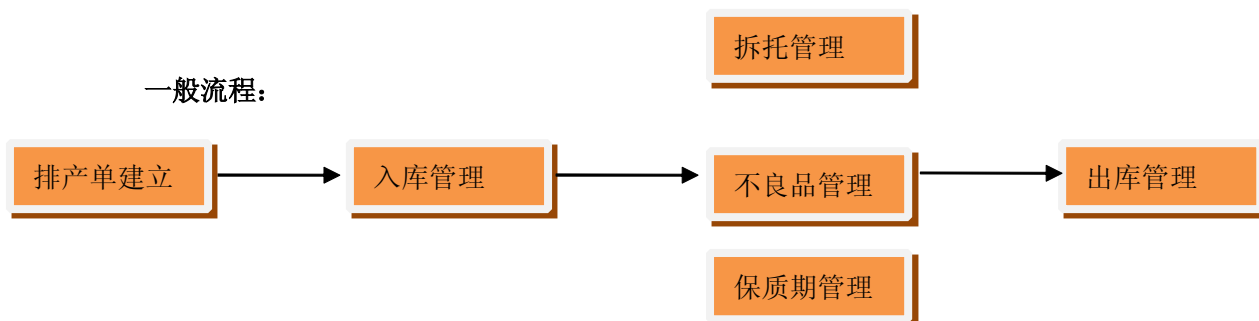 拆托管理
一般流程：
排产单建立
入库管理
不良品管理
出库管理
保质期管理